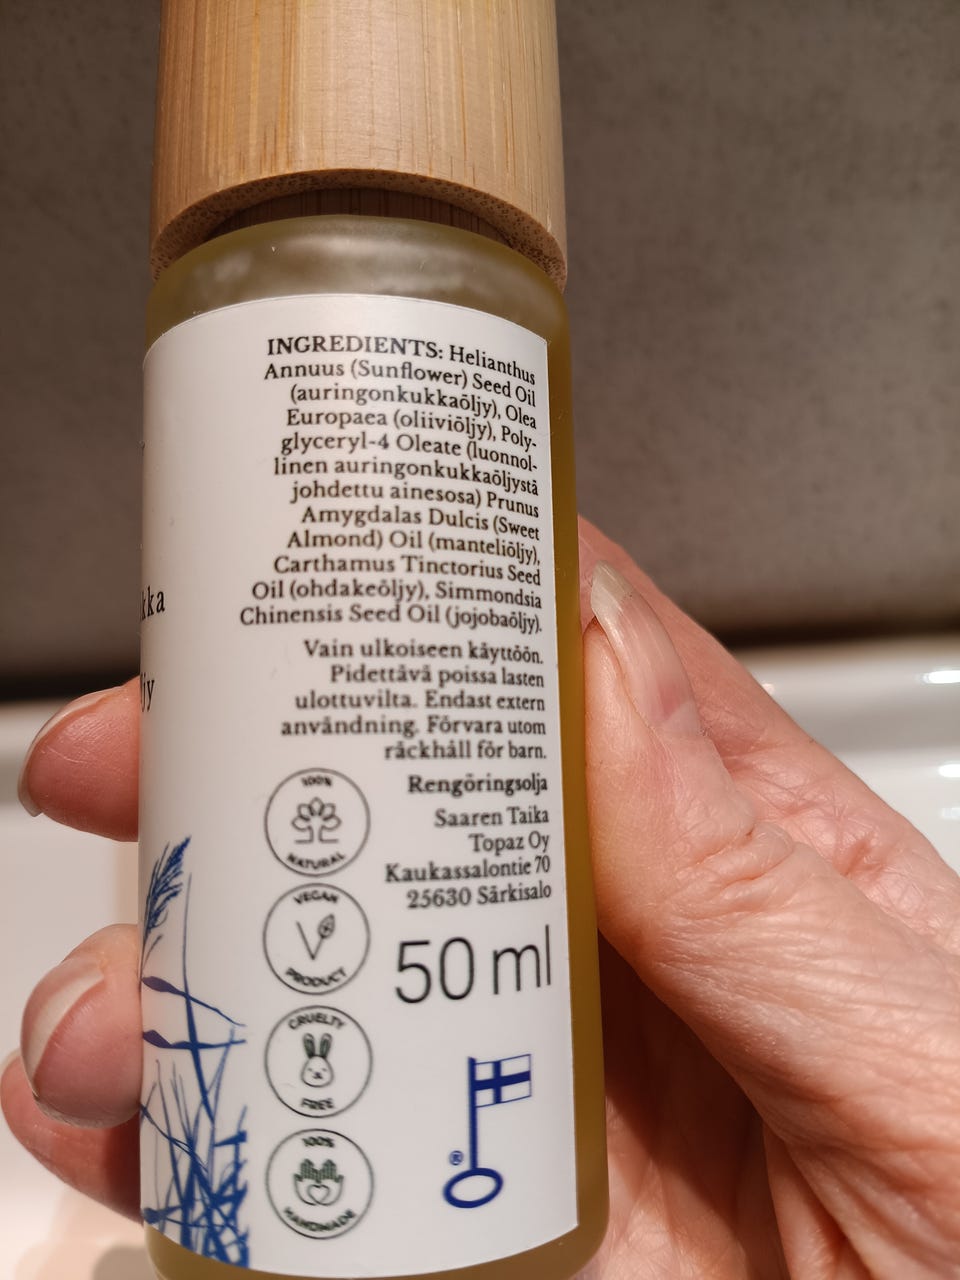 INGREDIENTS: Helianthus
Annuus (Sunflower) Seed Oil
(auringonkukkaöljy), Olea
Europaea (oliiviöljy), Poly-
glyceryl-4 Oleate (luonnol-
linen auringonkukkaöljystä
johdettu ainesosa) Prunus
Amygdalas Dulcis (Sweet
Almond) Oil (manteliöljy),
Carthamus Tinctorius Seed
Oil (ohdakeöljy), Simmondsia
Chinensis Seed Oil (jojobaöljy).
Vain ulkoiseen käyttöön.
Pidettävä poissa lasten
ulottuvilta. Endast extern
användning. Förvara utom
räckhåll för barn.
Rengöringsolja
Saaren Taika
Topaz Oy
Kaukassalontie 70
25630 Särkisalo
50 ml
100%
NATURAL
VEGAN
PRODUCT
CRUELTY
FREE
100%
HANDMADE
®